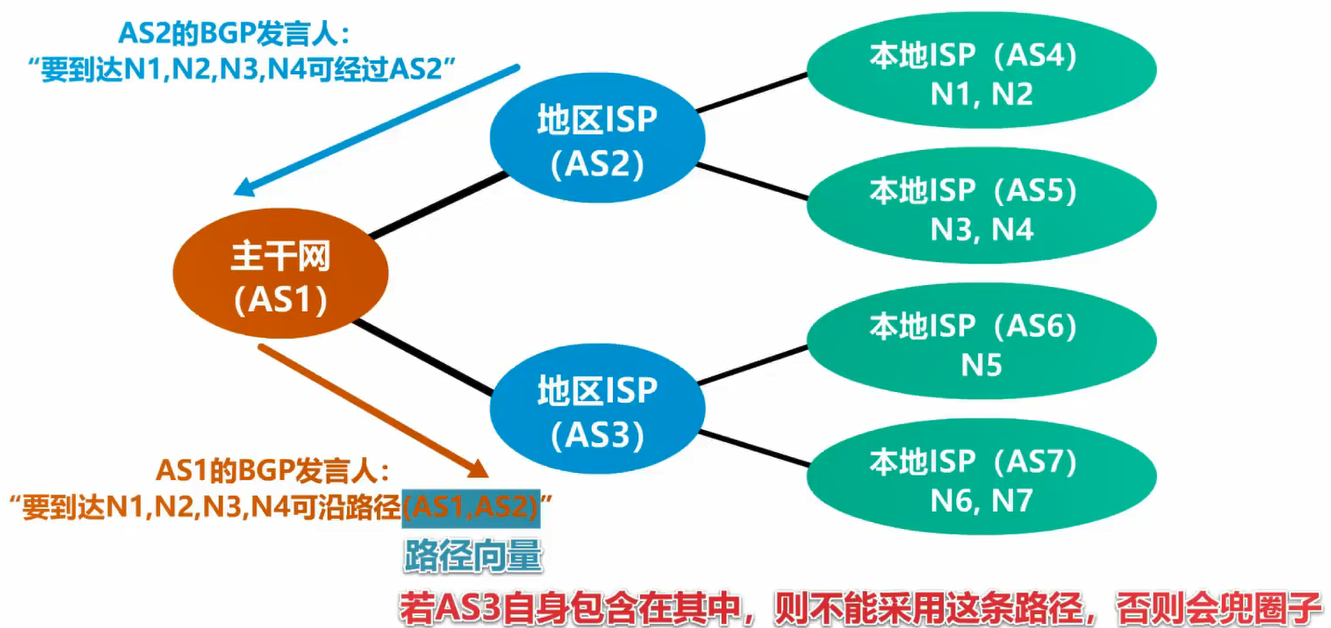 AS2的BGP发言人：
“要到达N1,N2,N3,N4可经过AS2”
地区ISP
（AS2）
本地ISP（AS4）
N1, N2
本地ISP（AS5）
N3, N4
主干网
（AS1）
地区ISP
（AS3）
本地ISP（AS6）
N5
本地ISP（AS7）
N6, N7
AS1的BGP发言人：
“要到达N1,N2,N3,N4可沿路径(AS1,AS2)”
路径向量
若AS3自身包含在其中，则不能采用这条路径，否则会兜圈子